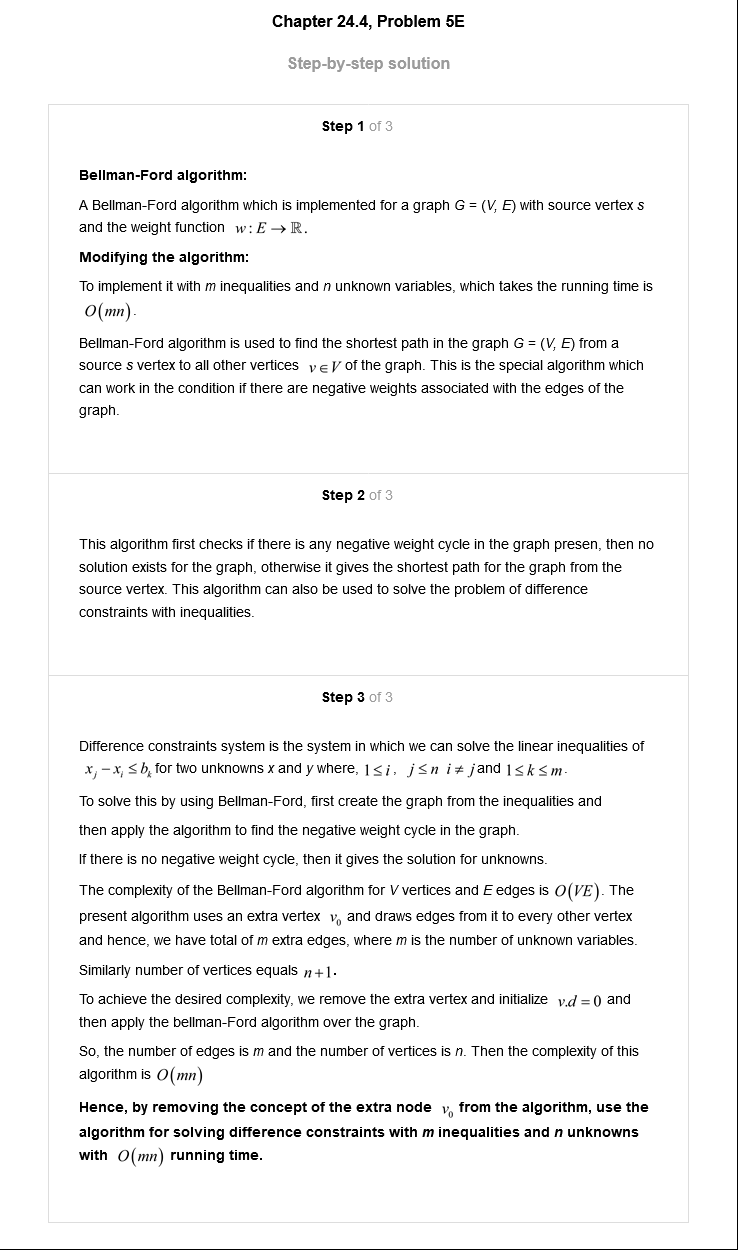 Chapter 24.4, Problem 5E
Step-by-step solution
Step 1 of 3
Bellman-Ford algorithm:
A Bellman-Ford algorithm which is implemented for a graph G = (V, E) with source vertex s
and the weight function w : E → ℝ.
Modifying the algorithm:
To implement it with m inequalities and n unknown variables, which takes the running time is
O(mn).
Bellman-Ford algorithm is used to find the shortest path in the graph G = (V, E) from a
source s vertex to all other vertices v ∈ V of the graph. This is the special algorithm which
can work in the condition if there are negative weights associated with the edges of the
graph.
Step 2 of 3
This algorithm first checks if there is any negative weight cycle in the graph presen, then no
solution exists for the graph, otherwise it gives the shortest path for the graph from the
source vertex. This algorithm can also be used to solve the problem of difference
constraints with inequalities.
Step 3 of 3
Difference constraints system is the system in which we can solve the linear inequalities of
x_j − x_i ≤ b_k for two unknowns x and y where, 1 ≤ i, j ≤ n i ≠ j and 1 ≤ k ≤ m.
To solve this by using Bellman-Ford, first create the graph from the inequalities and
then apply the algorithm to find the negative weight cycle in the graph.
If there is no negative weight cycle, then it gives the solution for unknowns.
The complexity of the Bellman-Ford algorithm for V vertices and E edges is O(VE). The
present algorithm uses an extra vertex v₀ and draws edges from it to every other vertex
and hence, we have total of m extra edges, where m is the number of unknown variables.
Similarly number of vertices equals n+1.
To achieve the desired complexity, we remove the extra vertex and initialize v.d = 0 and
then apply the bellman-Ford algorithm over the graph.
So, the number of edges is m and the number of vertices is n. Then the complexity of this
algorithm is O(mn)
Hence, by removing the concept of the extra node v₀ from the algorithm, use the
algorithm for solving difference constraints with m inequalities and n unknowns
with O(mn) running time.